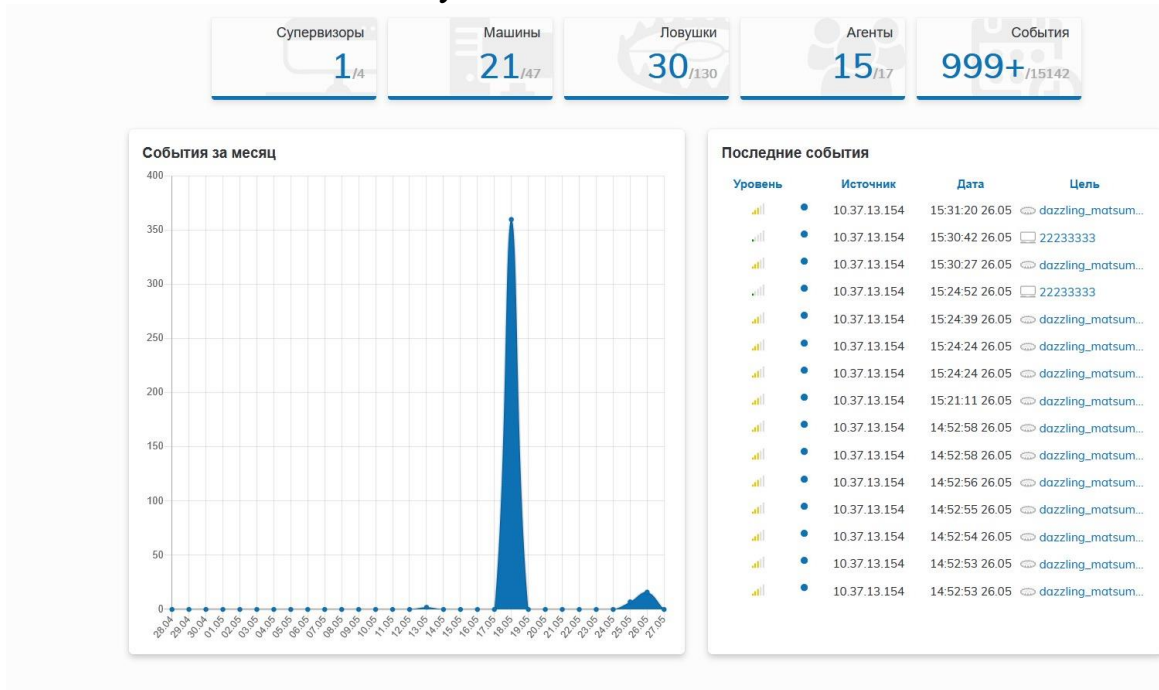 Супервизоры
1/4
Машины
21/47
Ловушки
30/130
Агенты
15/17
События
999+/15142
События за месяц
400
350
300
250
200
150
100
50
0
28.04 29.04 30.04 01.05 02.05 03.05 04.05 05.05 06.05 07.05 08.05 09.05 10.05 11.05 12.05 13.05 14.05 15.05 16.05 17.05 18.05 19.05 20.05 21.05 22.05 23.05 24.05 25.05 26.05 27.05
Последние события
Уровень Источник Дата Цель
10.37.13.154 15:31:20 26.05 dazzling_matsum...
10.37.13.154 15:30:42 26.05 22233333
10.37.13.154 15:30:27 26.05 dazzling_matsum...
10.37.13.154 15:24:52 26.05 22233333
10.37.13.154 15:24:39 26.05 dazzling_matsum...
10.37.13.154 15:24:24 26.05 dazzling_matsum...
10.37.13.154 15:24:24 26.05 dazzling_matsum...
10.37.13.154 15:21:11 26.05 dazzling_matsum...
10.37.13.154 14:52:58 26.05 dazzling_matsum...
10.37.13.154 14:52:58 26.05 dazzling_matsum...
10.37.13.154 14:52:56 26.05 dazzling_matsum...
10.37.13.154 14:52:55 26.05 dazzling_matsum...
10.37.13.154 14:52:54 26.05 dazzling_matsum...
10.37.13.154 14:52:53 26.05 dazzling_matsum...
10.37.13.154 14:52:53 26.05 dazzling_matsum...